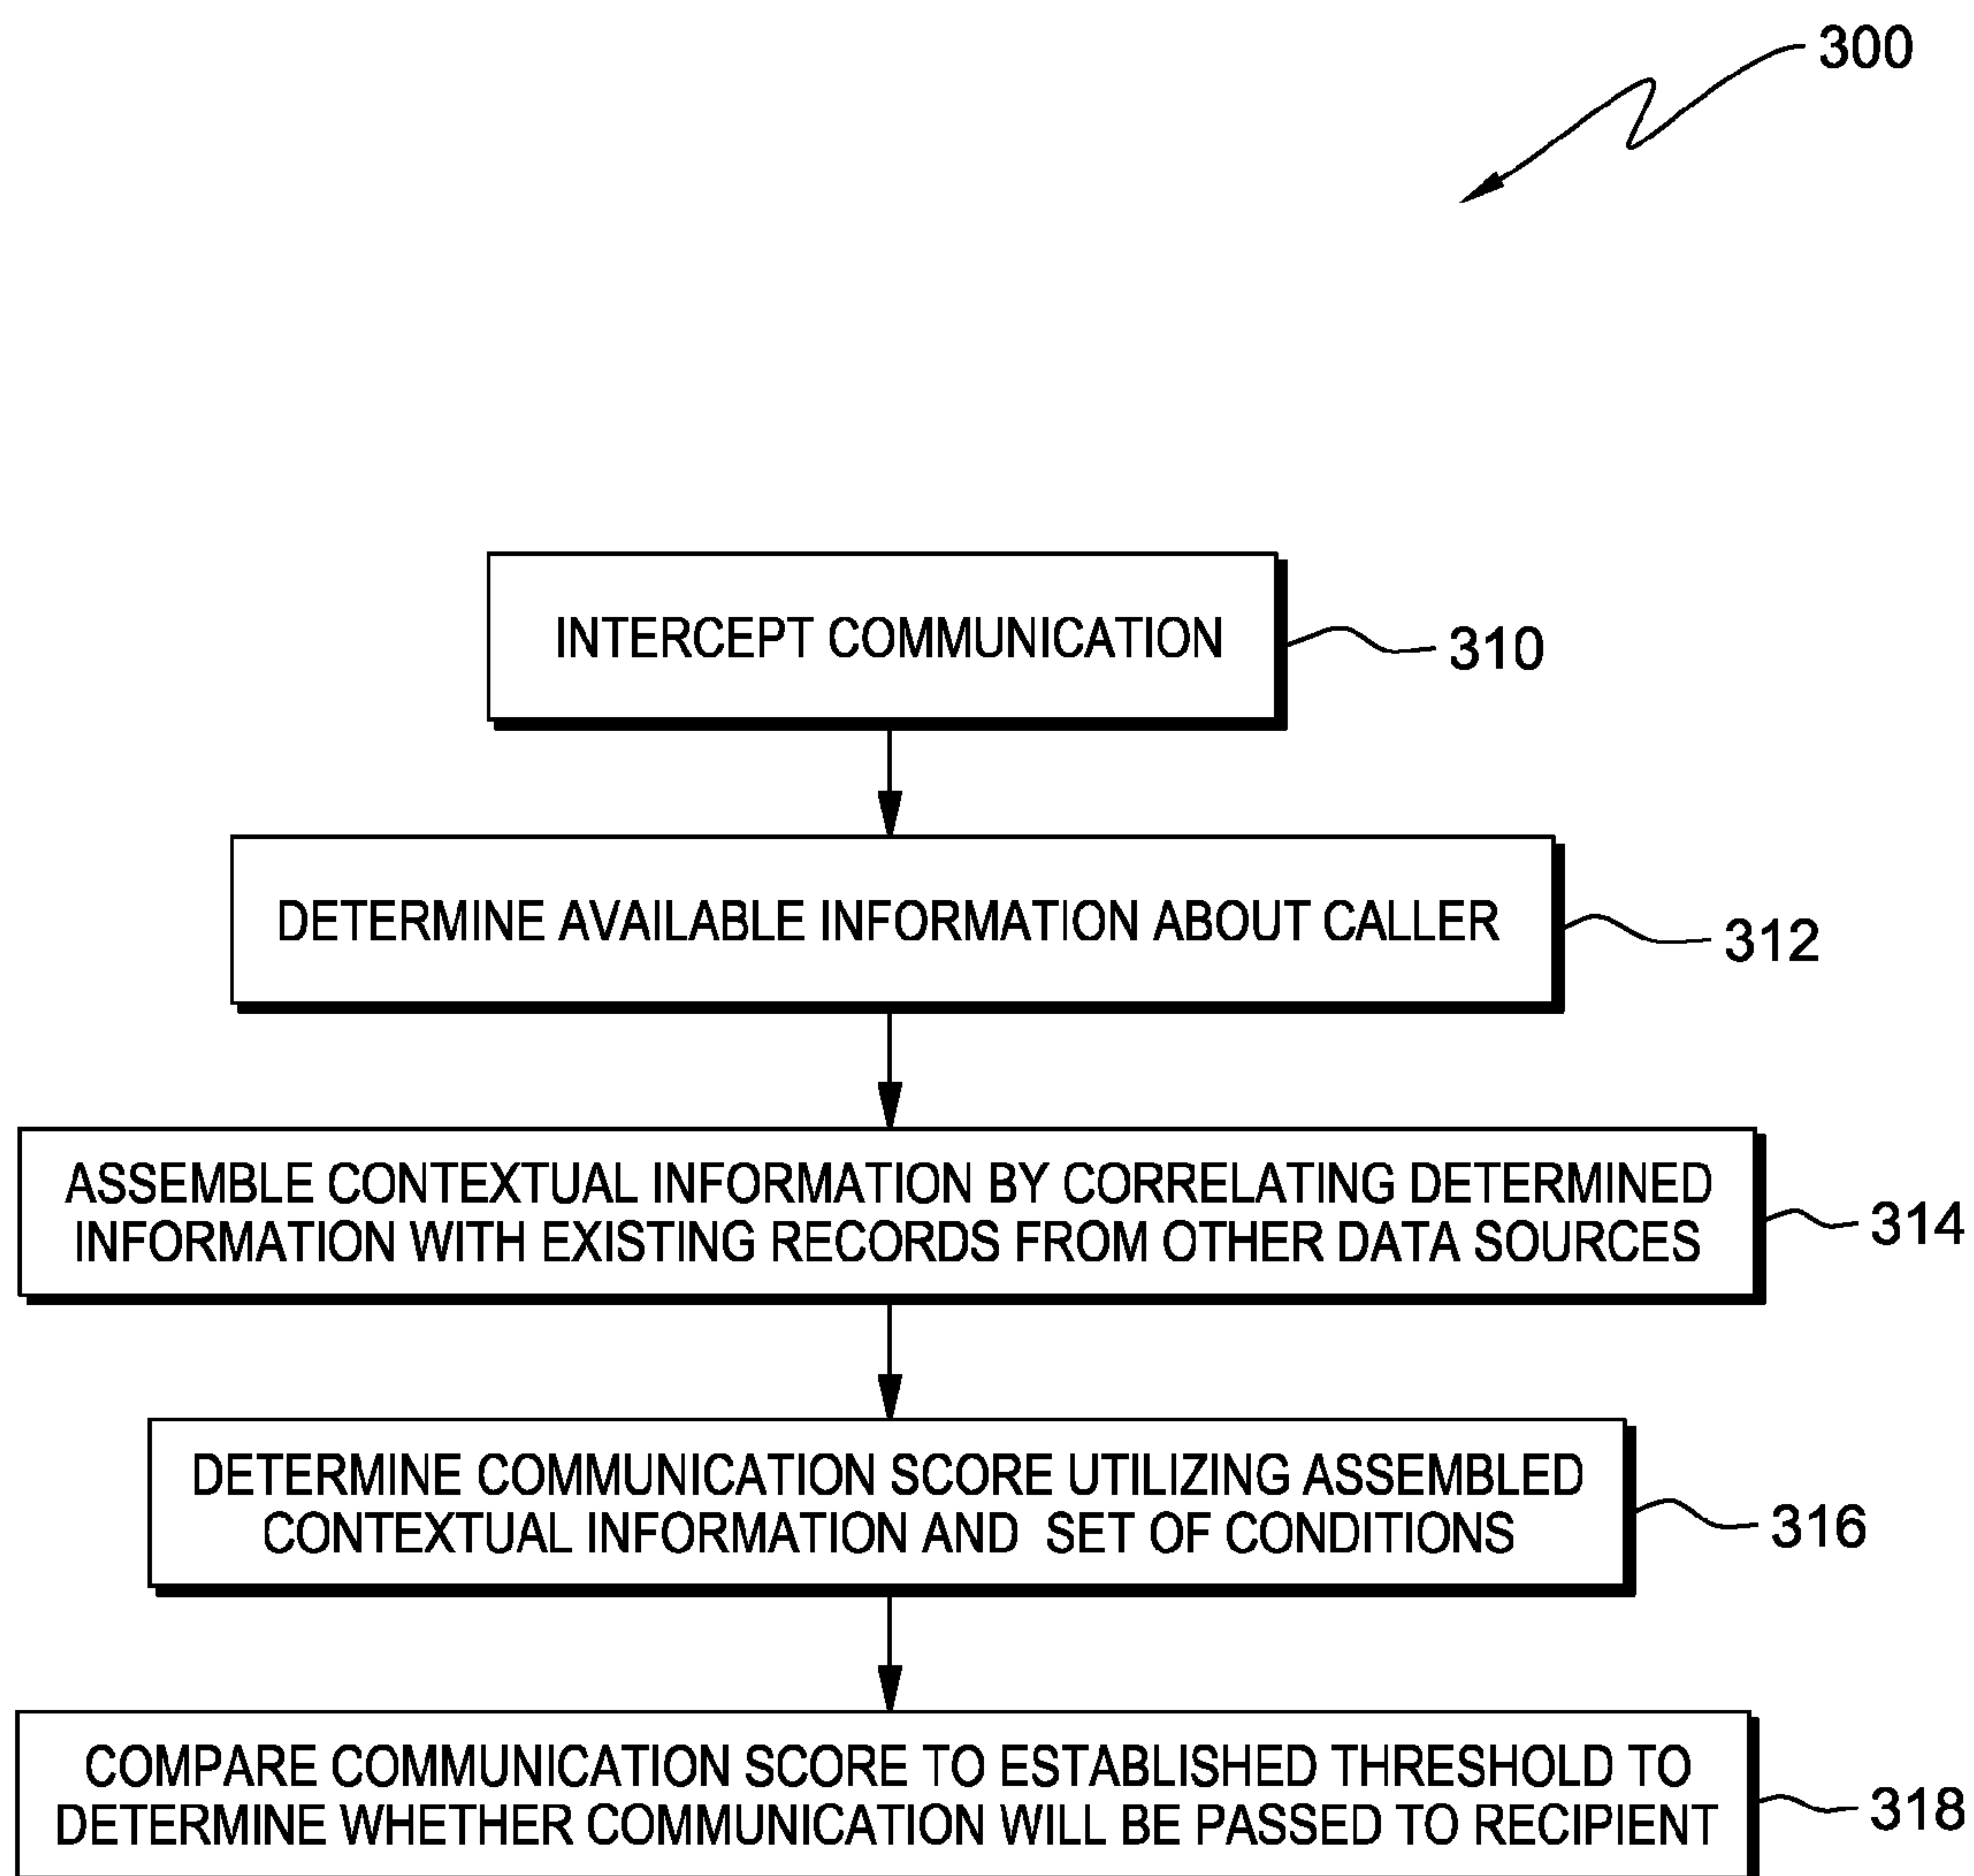 300
INTERCEPT COMMUNICATION
310
DETERMINE AVAILABLE INFORMATION ABOUT CALLER
312
ASSEMBLE CONTEXTUAL INFORMATION BY CORRELATING DETERMINED
INFORMATION WITH EXISTING RECORDS FROM OTHER DATA SOURCES
314
DETERMINE COMMUNICATION SCORE UTILIZING ASSEMBLED
CONTEXTUAL INFORMATION AND SET OF CONDITIONS
316
COMPARE COMMUNICATION SCORE TO ESTABLISHED THRESHOLD TO
DETERMINE WHETHER COMMUNICATION WILL BE PASSED TO RECIPIENT
318